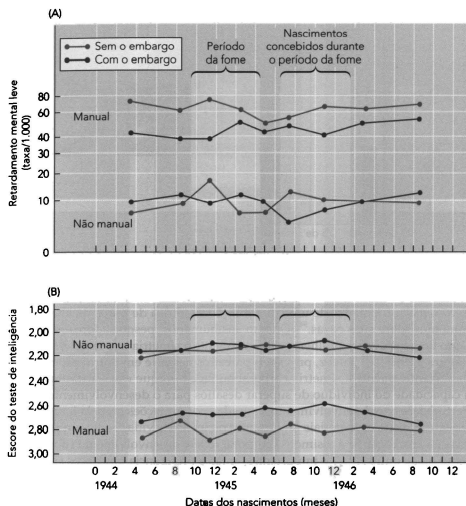 (A)
Sem o embargo
Com o embargo
Período
da fome
Nascimentos
concebidos durante
o período da fome
Retardamento mental leve
(taxa/1.000)
80
60
40
30
20
10
0
Manual
Não manual
(B)
Escore do teste de inteligência
1,80
2,00
2,20
2,40
2,60
2,80
3,00
Não manual
Manual
0 2 4 6 8 10 12 2 4 6 8 10 12 2 4 6 8 10 12
1944 1945 1946
Datas dos nascimentos (meses)